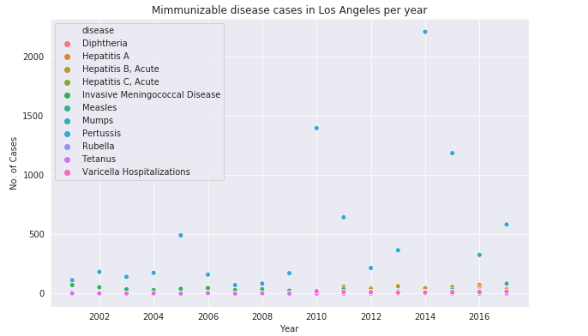 Mimmunizable disease cases in Los Angeles per year
disease
Diphtheria
Hepatitis A
Hepatitis B, Acute
Hepatitis C, Acute
Invasive Meningococcal Disease
Measles
Mumps
Pertussis
Rubella
Tetanus
Varicella Hospitalizations
No. of Cases
2000
1500
1000
500
0
2002
2004
2006
2008
2010
2012
2014
2016
Year